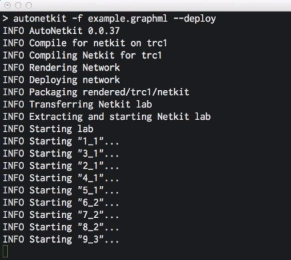 > autonetkit -f example.graphml --deploy
INFO AutoNetkit 0.0.37
INFO Compile for netkit on trc1
INFO Compiling Netkit for trc1
INFO Rendering Network
INFO Deploying network
INFO Packaging rendered/trc1/netkit
INFO Transferring Netkit lab
INFO Extracting and starting Netkit lab
INFO Starting lab
INFO Starting "1_1"...
INFO Starting "3_1"...
INFO Starting "2_1"...
INFO Starting "4_1"...
INFO Starting "5_1"...
INFO Starting "6_2"...
INFO Starting "7_2"...
INFO Starting "8_2"...
INFO Starting "9_3"...